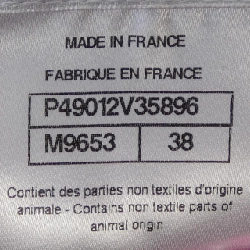 MADE IN FRANCE
FABRIQUE EN FRANCE
P49012V35896
M9653 38
Contient des parties non textiles d'origine
animale - Contains non textile parts of
animal origin